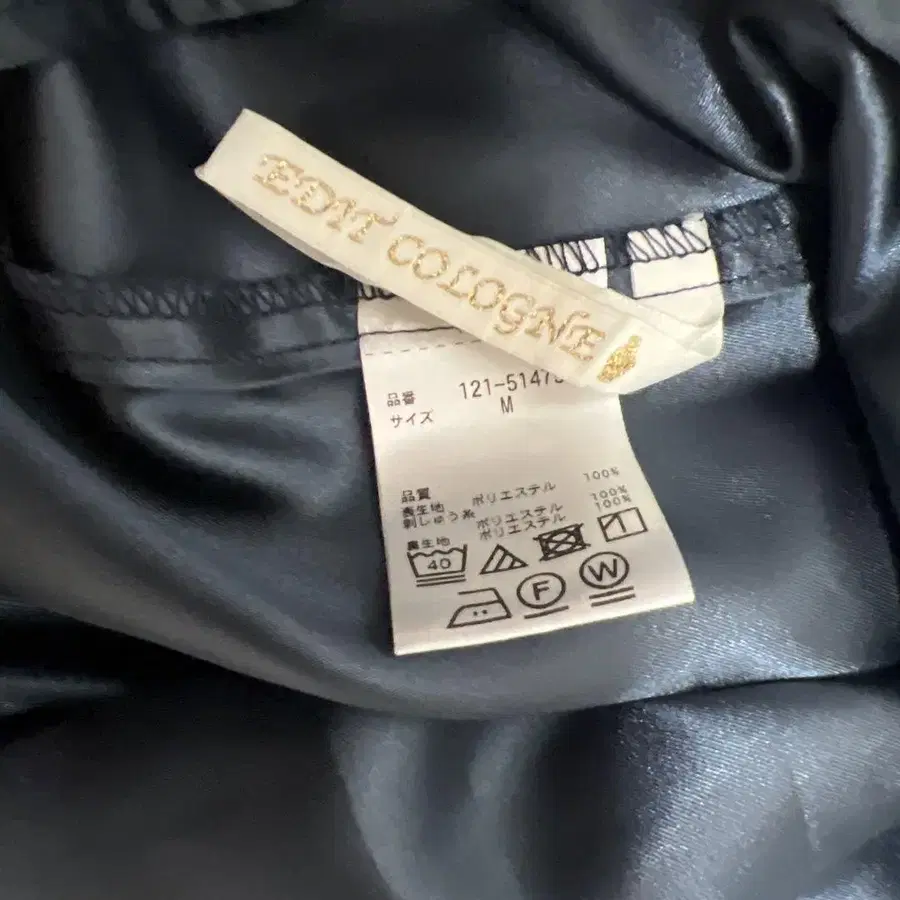 EDIT COLOGNE
品番 121-5147
サイズ M
品質
表生地 ポリエステル 100%
刺しゅう糸 ポリエステル 100%
裏生地 ポリエステル 100%
40
F
W